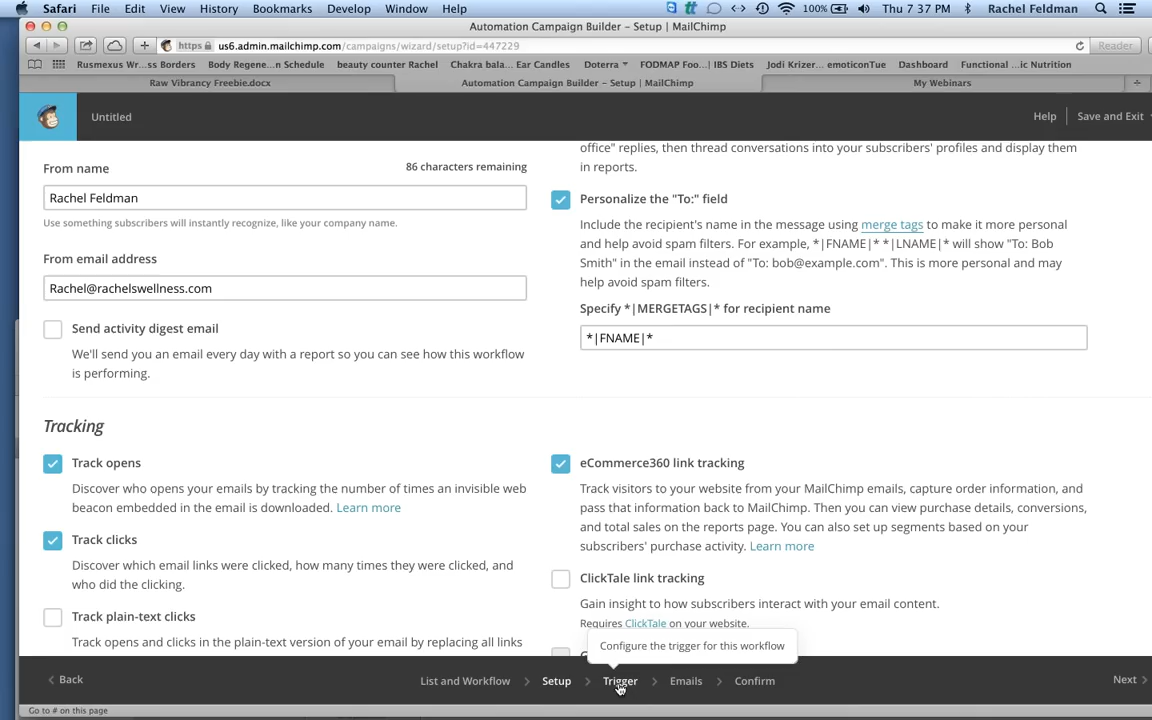 Safari File Edit View History Bookmarks Develop Window Help 100% Thu 7 37 PM Rachel Feldman
Automation Campaign Builder – Setup | MailChimp
https us6.admin.mailchimp.com/campaigns/wizard/setup?id=447229 Reader
Rusmexus Wr...ss Borders Body Regene...n Schedule beauty counter Rachel Chakra bala... Ear Candles Doterra FODMAP Foo...| IBS Diets Jodi Krizer... emoticonTue Dashboard Functional ...ic Nutrition
Raw Vibrancy Freebie.docx Automation Campaign Builder – Setup | MailChimp My Webinars
Untitled Help Save and Exit
office" replies, then thread conversations into your subscribers' profiles and display them
in reports.
From name 86 characters remaining
Rachel Feldman
Use something subscribers will instantly recognize, like your company name.
From email address
Rachel@rachelswellness.com
Send activity digest email
We'll send you an email every day with a report so you can see how this workflow
is performing.
Personalize the "To:" field
Include the recipient's name in the message using merge tags to make it more personal
and help avoid spam filters. For example, *|FNAME|* *|LNAME|* will show "To: Bob
Smith" in the email instead of "To: bob@example.com". This is more personal and may
help avoid spam filters.
Specify *|MERGETAGS|* for recipient name
*|FNAME|*
Tracking
Track opens
Discover who opens your emails by tracking the number of times an invisible web
beacon embedded in the email is downloaded. Learn more
Track clicks
Discover which email links were clicked, how many times they were clicked, and
who did the clicking.
Track plain-text clicks
Track opens and clicks in the plain-text version of your email by replacing all links
eCommerce360 link tracking
Track visitors to your website from your MailChimp emails, capture order information, and
pass that information back to MailChimp. Then you can view purchase details, conversions,
and total sales on the reports page. You can also set up segments based on your
subscribers' purchase activity. Learn more
ClickTale link tracking
Gain insight to how subscribers interact with your email content.
Requires ClickTale on your website.
Configure the trigger for this workflow
Back List and Workflow Setup Trigger Emails Confirm Next
Go to # on this page